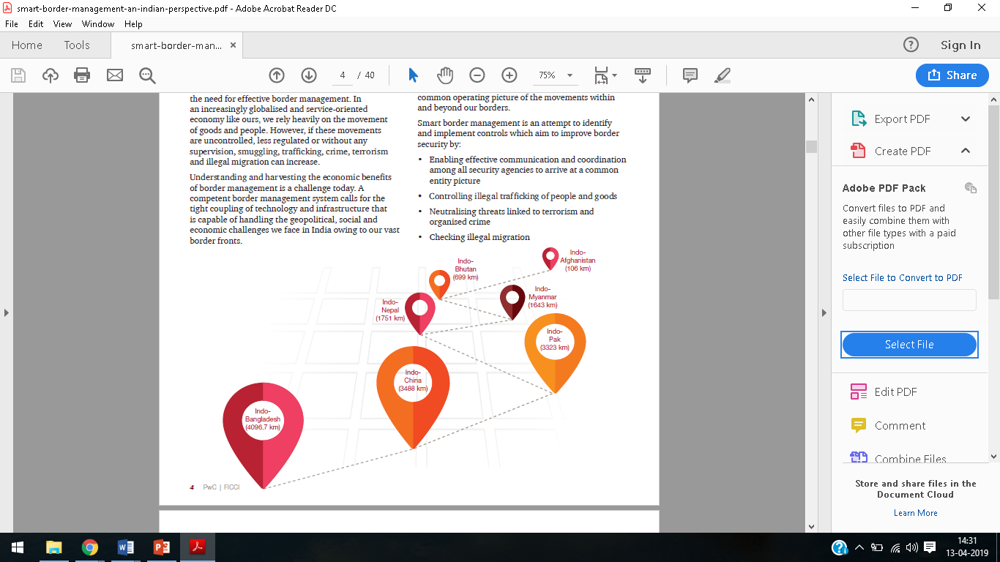 smart-border-management-an-indian-perspective.pdf - Adobe Acrobat Reader DC
File Edit View Window Help
Home Tools smart-border-man... ×
? Sign In
4 / 40 75% Share
the need for effective border management. In
an increasingly globalised and service-oriented
economy like ours, we rely heavily on the movement
of goods and people. However, if these movements
are uncontrolled, less regulated or without any
supervision, smuggling, trafficking, crime, terrorism
and illegal migration can increase.
Understanding and harvesting the economic benefits
of border management is a challenge today. A
competent border management system calls for the
tight coupling of technology and infrastructure that
is capable of handling the geopolitical, social and
economic challenges we face in India owing to our vast
border fronts.
common operating picture of the movements within
and beyond our borders.
Smart border management is an attempt to identify
and implement controls which aim to improve border
security by:
• Enabling effective communication and coordination
among all security agencies to arrive at a common
entity picture
• Controlling illegal trafficking of people and goods
• Neutralising threats linked to terrorism and
organised crime
• Checking illegal migration
Indo-
Afghanistan
(106 km)
Indo-
Bhutan
(699 km)
Indo-
Myanmar
(1643 km)
Indo-
Nepal
(1751 km)
Indo-
Pak
(3323 km)
Indo-
China
(3488 km)
Indo-
Bangladesh
(4096.7 km)
4 PwC | FICCI
Export PDF
Create PDF
Adobe PDF Pack
Convert files to PDF and
easily combine them with
other file types with a paid
subscription
Select File to Convert to PDF
Select File
Edit PDF
Comment
Combine Files
Store and share files in the
Document Cloud
Learn More
14:31
13-04-2019